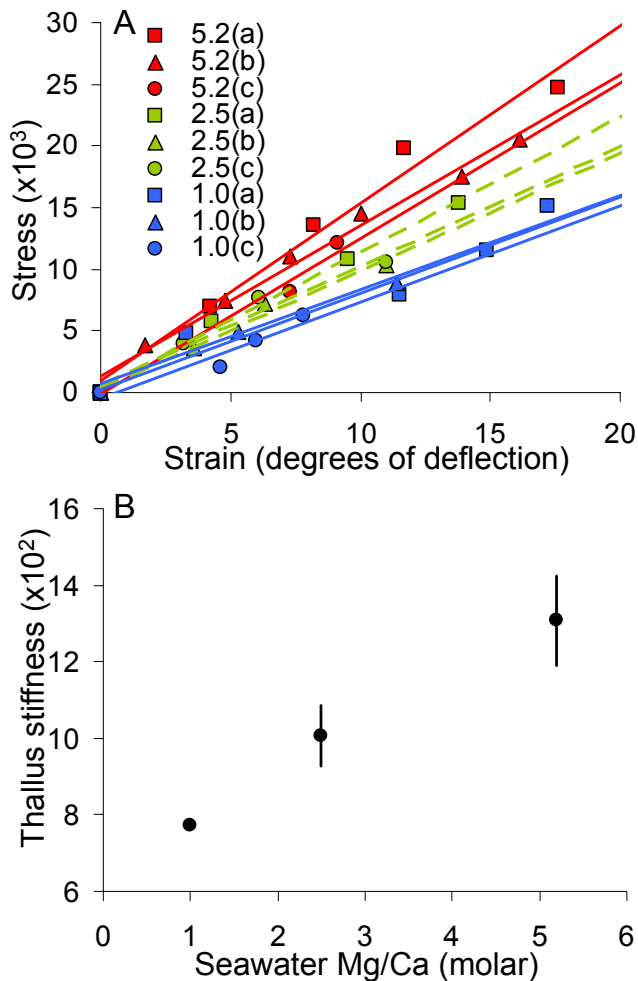 A
5.2(a)
5.2(b)
5.2(c)
2.5(a)
2.5(b)
2.5(c)
1.0(a)
1.0(b)
1.0(c)
Stress (x10³)
30
25
20
15
10
5
0
0 5 10 15 20
Strain (degrees of deflection)
B
Thallus stiffness (x10²)
16
14
12
10
8
6
0 1 2 3 4 5 6
Seawater Mg/Ca (molar)